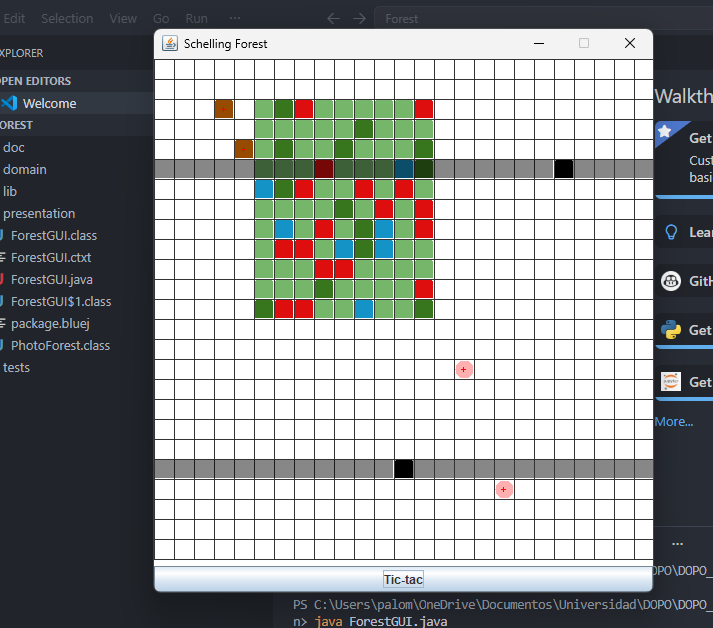 Edit Selection View Go Run ...
Forest
Schelling Forest
XPLORER
OPEN EDITORS
Welcome
FOREST
doc
domain
lib
presentation
ForestGUI.class
ForestGUI.ctxt
ForestGUI.java
ForestGUI$1.class
package.bluej
PhotoForest.class
tests
Walkth
Get
Cust
basi
Lear
GitH
Get
Get
More...
+
+
...
Tic-tac
OPO\DOPO_
PS C:\Users\palom\OneDrive\Documentos\Universidad\DOPO\DOPO_
n> java ForestGUI.java